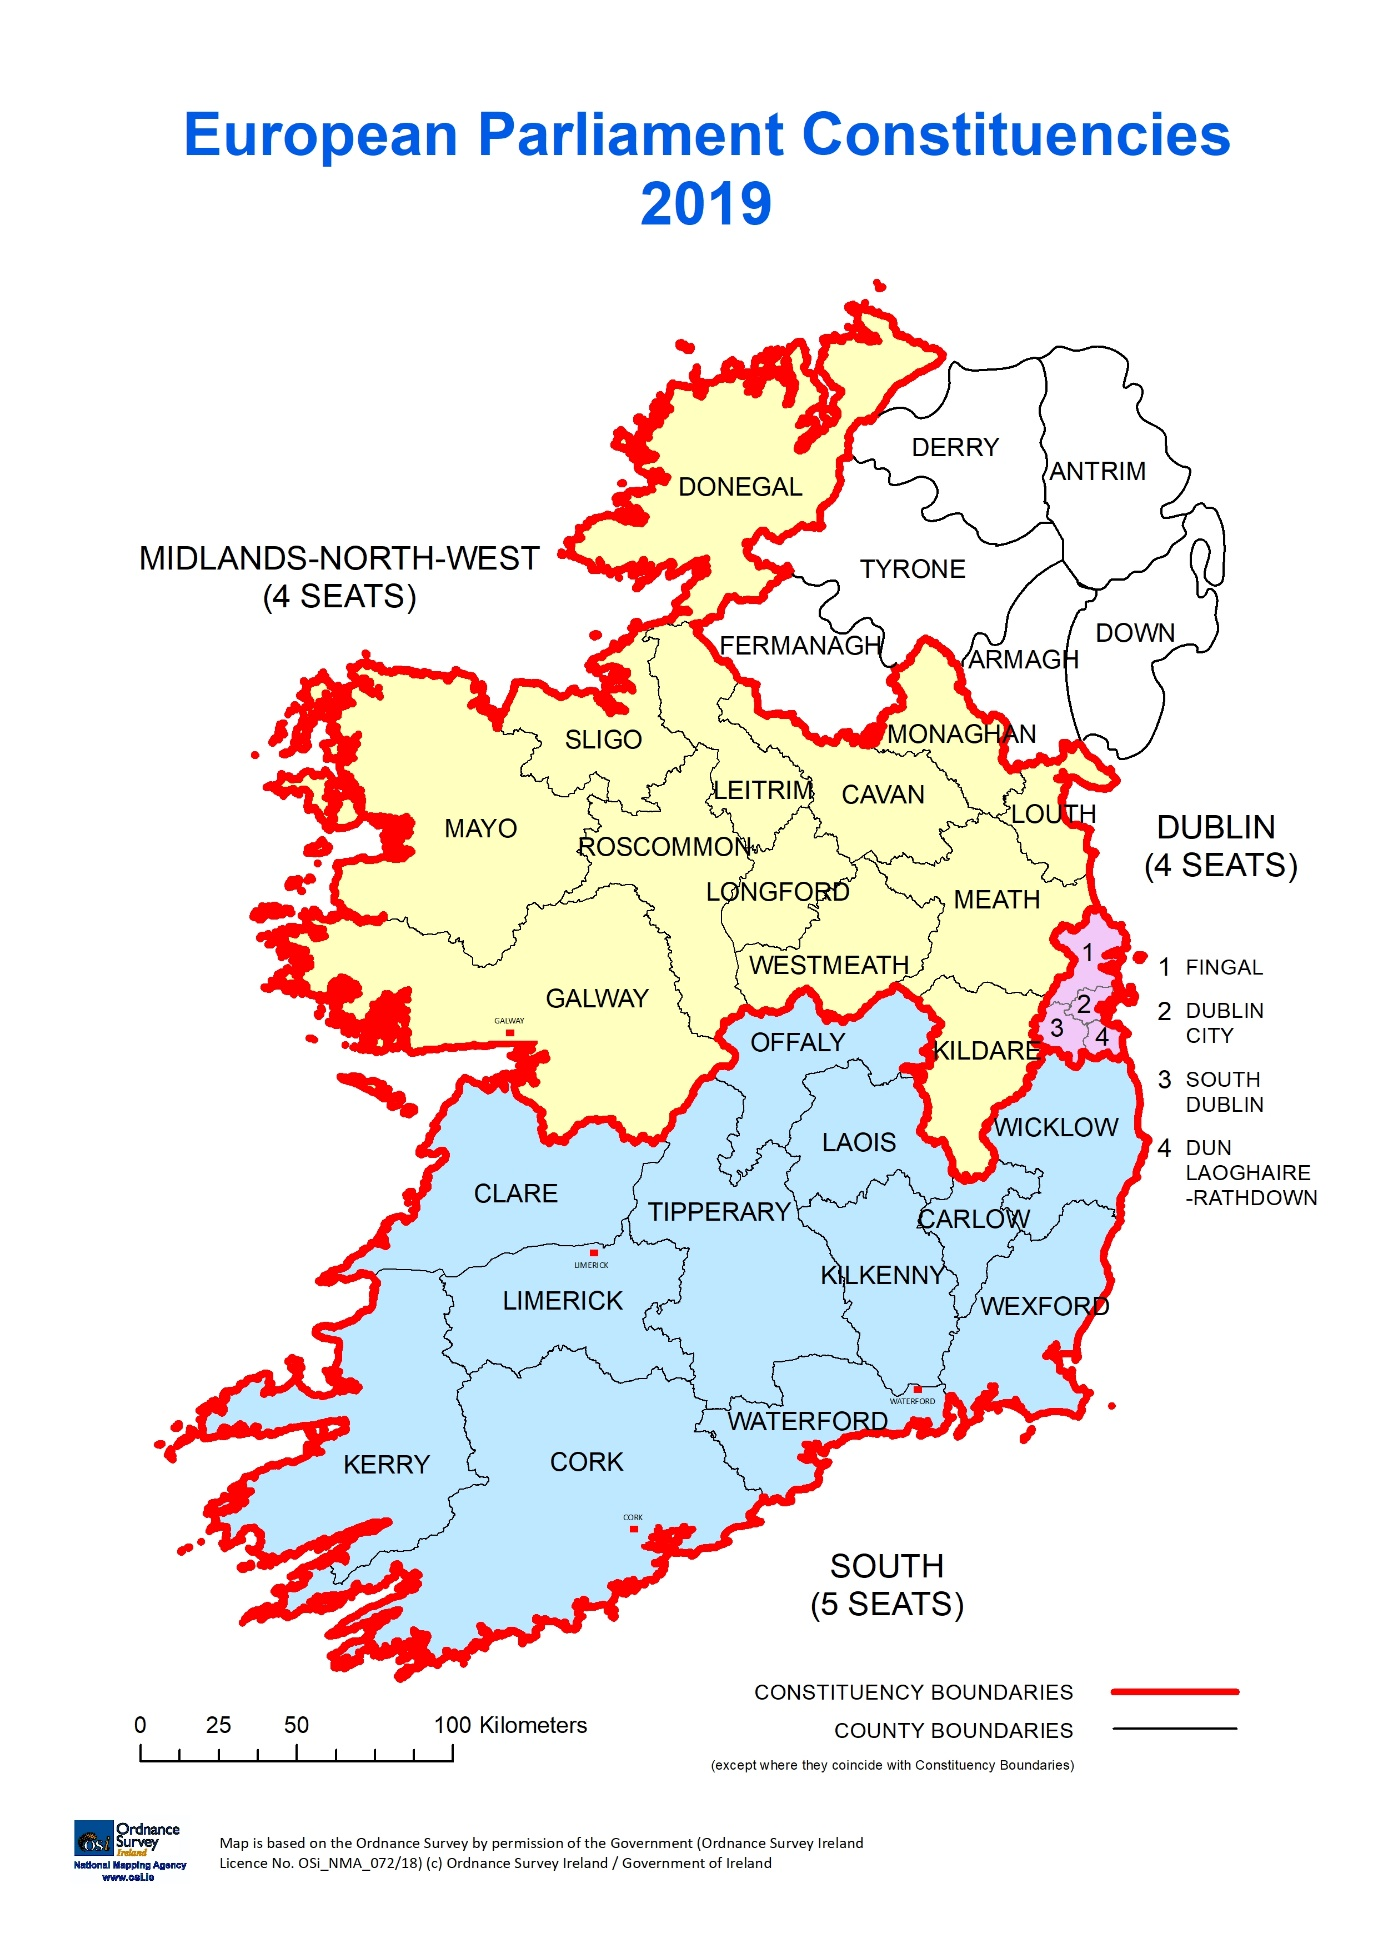 European Parliament Constituencies
2019
DERRY
ANTRIM
DONEGAL
MIDLANDS-NORTH-WEST
(4 SEATS)
TYRONE
DOWN
FERMANAGH
ARMAGH
MONAGHAN
SLIGO
LEITRIM
CAVAN
LOUTH
MAYO
ROSCOMMON
DUBLIN
(4 SEATS)
LONGFORD
MEATH
WESTMEATH
GALWAY
GALWAY
1
2
3
4
1 FINGAL
2 DUBLIN
CITY
3 SOUTH
DUBLIN
4 DUN
LAOGHAIRE
-RATHDOWN
OFFALY
KILDARE
WICKLOW
LAOIS
CLARE
TIPPERARY
CARLOW
LIMERICK
LIMERICK
KILKENNY
WEXFORD
WATERFORD
WATERFORD
KERRY
CORK
CORK
SOUTH
(5 SEATS)
CONSTITUENCY BOUNDARIES
COUNTY BOUNDARIES
(except where they coincide with Constituency Boundaries)
0 25 50 100 Kilometers
osi
Ordnance
Survey
Ireland
National Mapping Agency
www.osi.ie
Map is based on the Ordnance Survey by permission of the Government (Ordnance Survey Ireland
Licence No. OSi_NMA_072/18) (c) Ordnance Survey Ireland / Government of Ireland